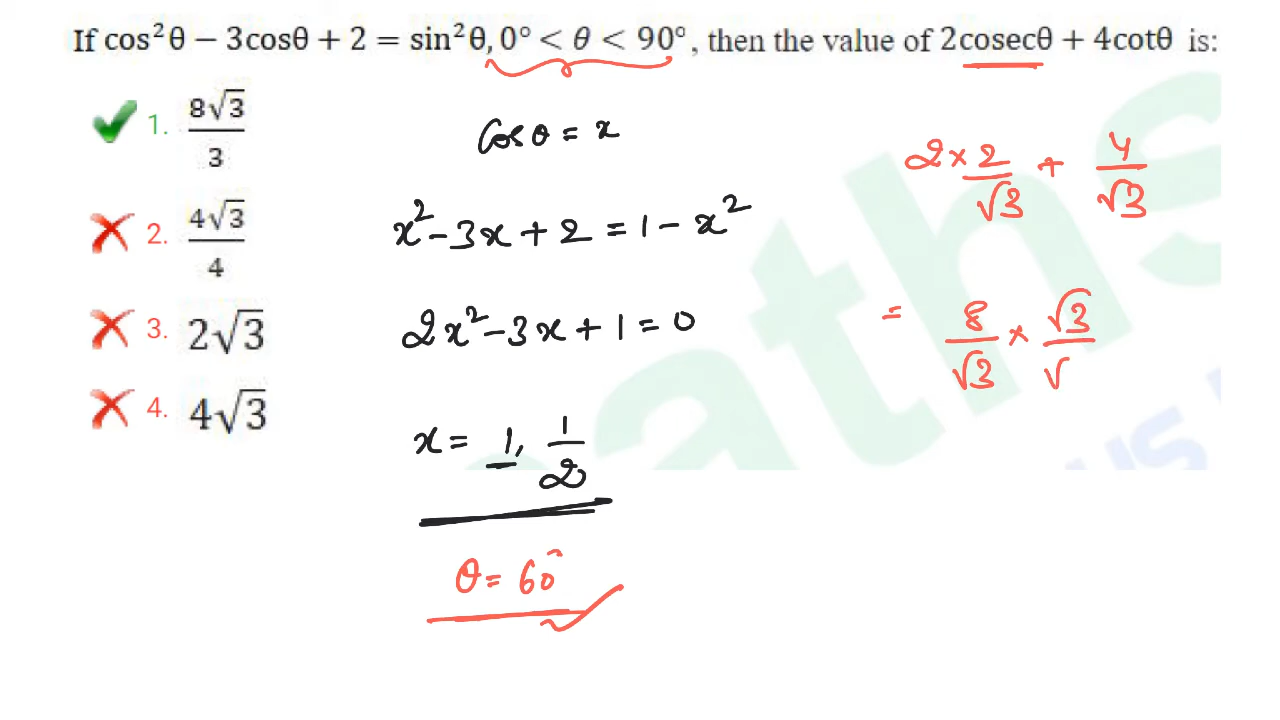 If cos²θ − 3cosθ + 2 = sin²θ, 0° < θ < 90°, then the value of 2cosecθ + 4cotθ is:
1. 8√3/3
2. 4√3/4
3. 2√3
4. 4√3
Cosθ = x
x² - 3x + 2 = 1 - x²
2x² - 3x + 1 = 0
x = 1, 1/2
θ = 60°
2 × 2/√3 + 4/√3
= 8/√3 × √3/√
aths
US